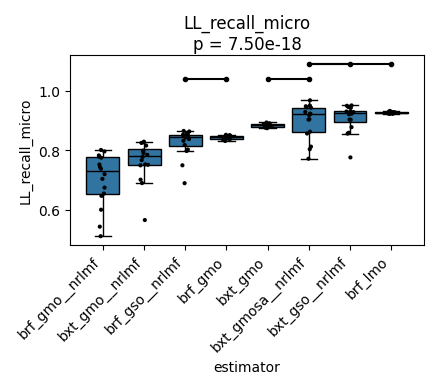 LL_recall_micro
p = 7.50e-18
LL_recall_micro
1.0
0.8
0.6
brf_gmo__nrlmf
bxt_gmo__nrlmf
brf_gso__nrlmf
brf_gmo
bxt_gmo
bxt_gmosa__nrlmf
bxt_gso__nrlmf
brf_lmo
estimator